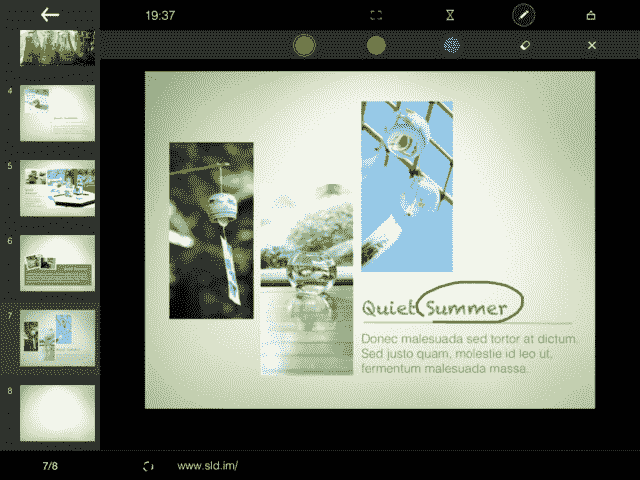 19:37
4
5
6
7
8
Quiet Summer
Donec malesuada sed tortor at dictum.
Sed justo quam, molestie id leo ut,
fermentum malesuada massa.
7/8
www.sld.im/